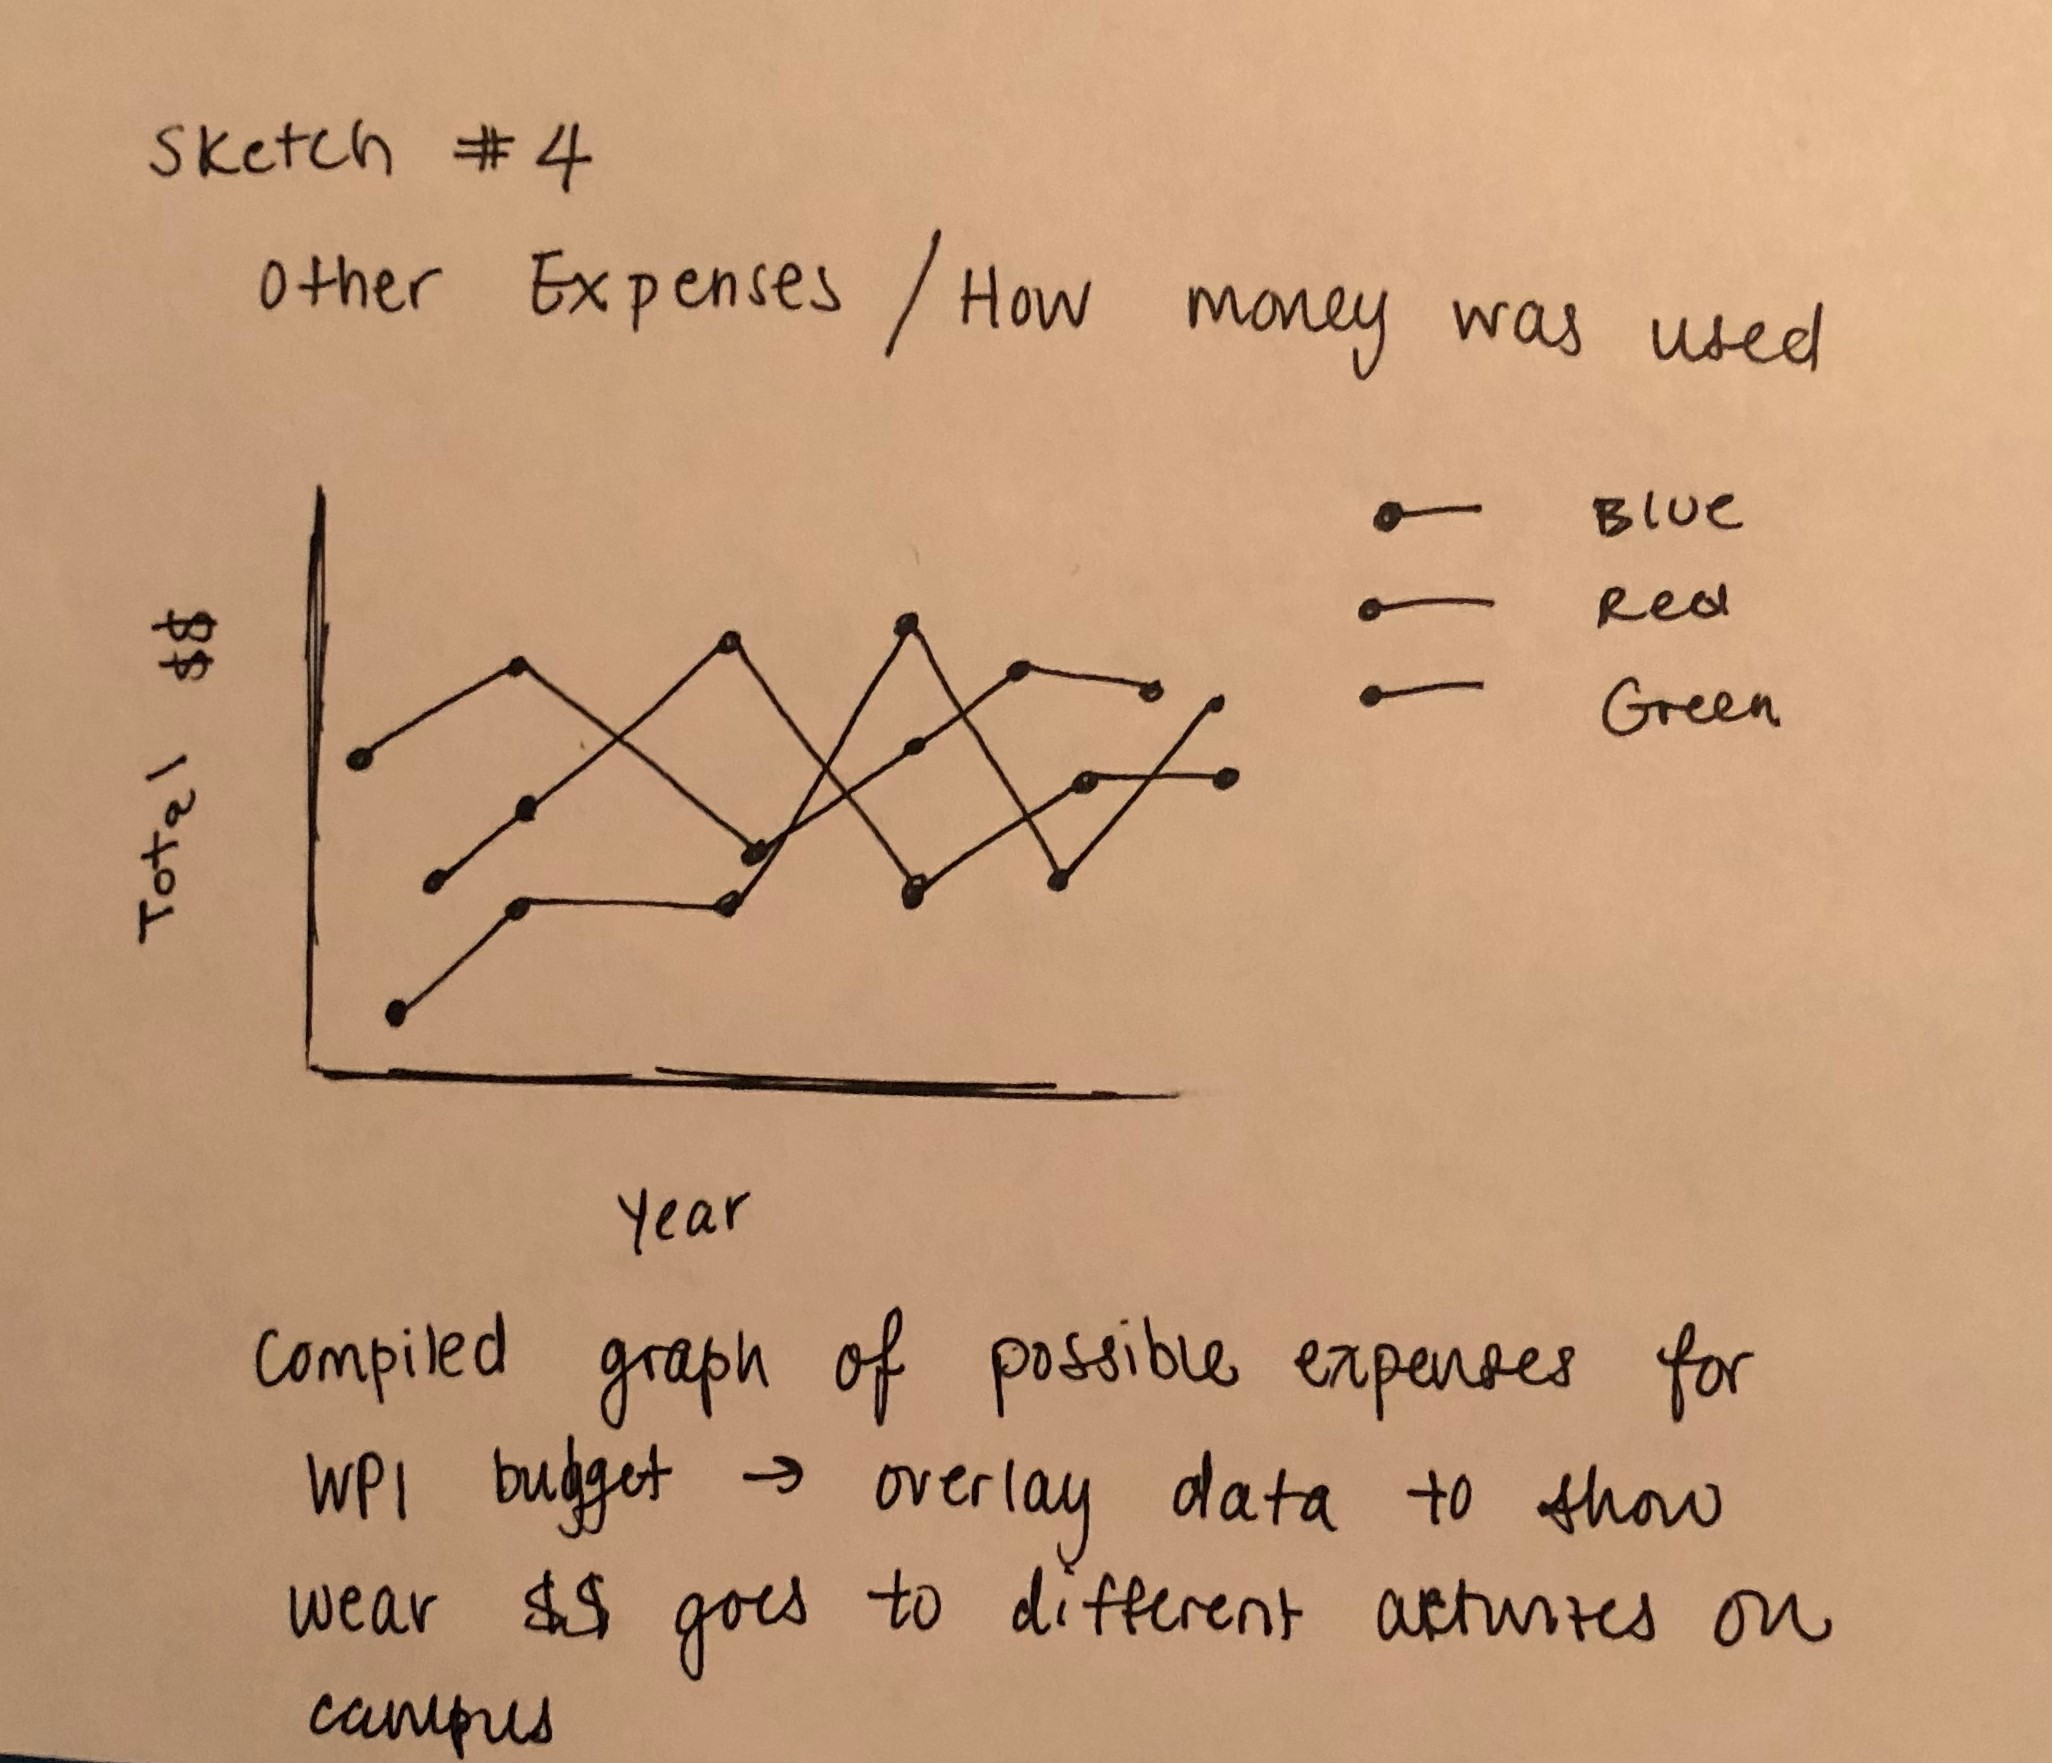 Sketch #4
Other Expenses / How money was used
Blue
Red
Green
Total $$
Year
Compiled graph of possible expenses for
WPI budget → overlay data to show
wear $$ goes to different activites on
campus